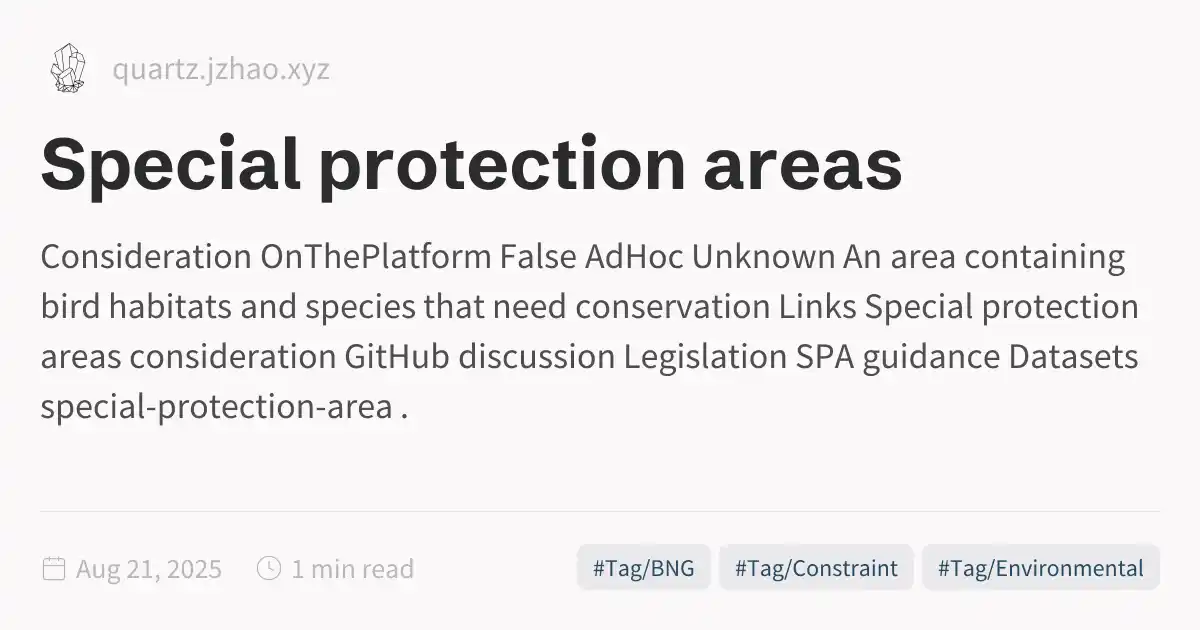 quartz.jzhao.xyz
Special protection areas
Consideration OnThePlatform False AdHoc Unknown An area containing
bird habitats and species that need conservation Links Special protection
areas consideration GitHub discussion Legislation SPA guidance Datasets
special-protection-area .
Aug 21, 2025
1 min read
#Tag/BNG
#Tag/Constraint
#Tag/Environmental